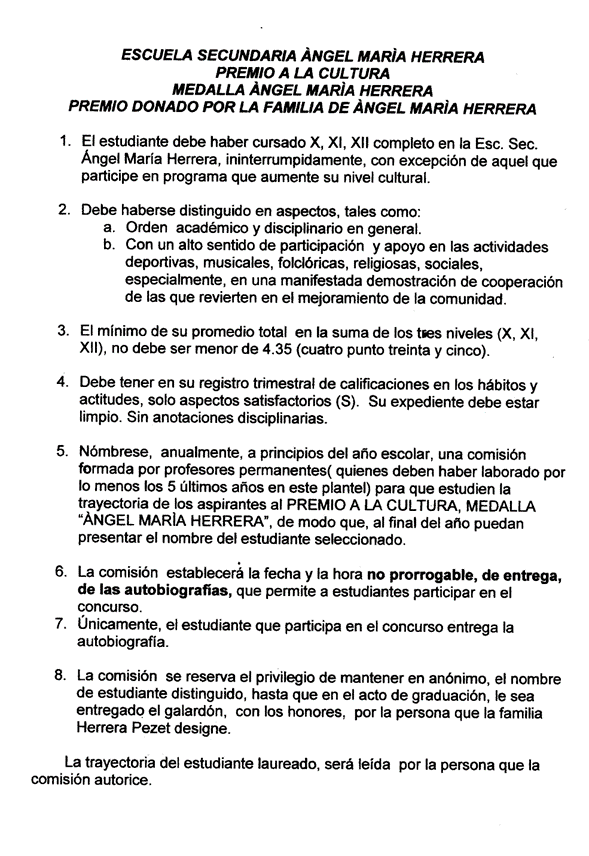 ESCUELA SECUNDARIA ÀNGEL MARÌA HERRERA
PREMIO A LA CULTURA
MEDALLA ÀNGEL MARÌA HERRERA
PREMIO DONADO POR LA FAMILIA DE ÀNGEL MARÌA HERRERA
1. El estudiante debe haber cursado X, XI, XII completo en la Esc. Sec.
Ángel María Herrera, ininterrumpidamente, con excepción de aquel que
participe en programa que aumente su nivel cultural.
2. Debe haberse distinguido en aspectos, tales como:
a. Orden académico y disciplinario en general.
b. Con un alto sentido de participación y apoyo en las actividades
deportivas, musicales, folclóricas, religiosas, sociales,
especialmente, en una manifestada demostración de cooperación
de las que revierten en el mejoramiento de la comunidad.
3. El mínimo de su promedio total en la suma de los tres niveles (X, XI,
XII), no debe ser menor de 4.35 (cuatro punto treinta y cinco).
4. Debe tener en su registro trimestral de calificaciones en los hábitos y
actitudes, solo aspectos satisfactorios (S). Su expediente debe estar
limpio. Sin anotaciones disciplinarias.
5. Nómbrese, anualmente, a principios del año escolar, una comisión
formada por profesores permanentes( quienes deben haber laborado por
lo menos los 5 últimos años en este plantel) para que estudien la
trayectoria de los aspirantes al PREMIO A LA CULTURA, MEDALLA
“ÀNGEL MARÌA HERRERA”, de modo que, al final del año puedan
presentar el nombre del estudiante seleccionado.
6. La comisión establecerá la fecha y la hora no prorrogable, de entrega,
de las autobiografías, que permite a estudiantes participar en el
concurso.
7. Únicamente, el estudiante que participa en el concurso entrega la
autobiografía.
8. La comisión se reserva el privilegio de mantener en anónimo, el nombre
de estudiante distinguido, hasta que en el acto de graduación, le sea
entregado el galardón, con los honores, por la persona que la familia
Herrera Pezet designe.
La trayectoria del estudiante laureado, será leída por la persona que la
comisión autorice.